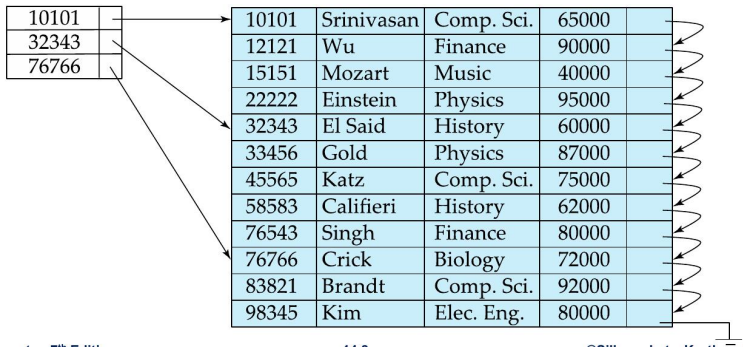 10101
32343
76766
10101 Srinivasan Comp. Sci. 65000
12121 Wu Finance 90000
15151 Mozart Music 40000
22222 Einstein Physics 95000
32343 El Said History 60000
33456 Gold Physics 87000
45565 Katz Comp. Sci. 75000
58583 Califieri History 62000
76543 Singh Finance 80000
76766 Crick Biology 72000
83821 Brandt Comp. Sci. 92000
98345 Kim Elec. Eng. 80000